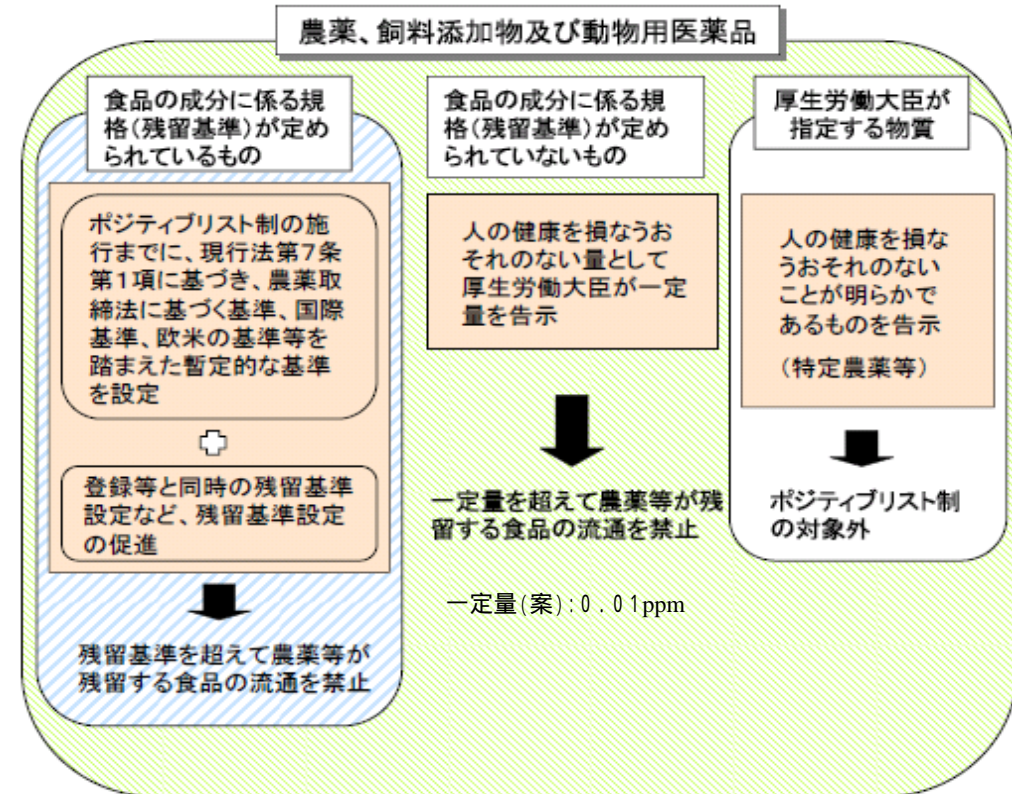 農薬、飼料添加物及び動物用医薬品
食品の成分に係る規
格(残留基準)が定め
られているもの
ポジティブリスト制の施
行までに、現行法第7条
第1項に基づき、農薬取
締法に基づく基準、国際
基準、欧米の基準等を
踏まえた暫定的な基準
を設定
登録等と同時の残留基準
設定など、残留基準設定
の促進
残留基準を超えて農薬等が
残留する食品の流通を禁止
食品の成分に係る規
格(残留基準)が定め
られていないもの
人の健康を損なうお
それのない量として
厚生労働大臣が一定
量を告示
一定量を超えて農薬等が残
留する食品の流通を禁止
一定量(案):0.01ppm
厚生労働大臣が
指定する物質
人の健康を損な
うおそれのない
ことが明らかで
あるものを告示
(特定農薬等)
ポジティブリスト制
の対象外